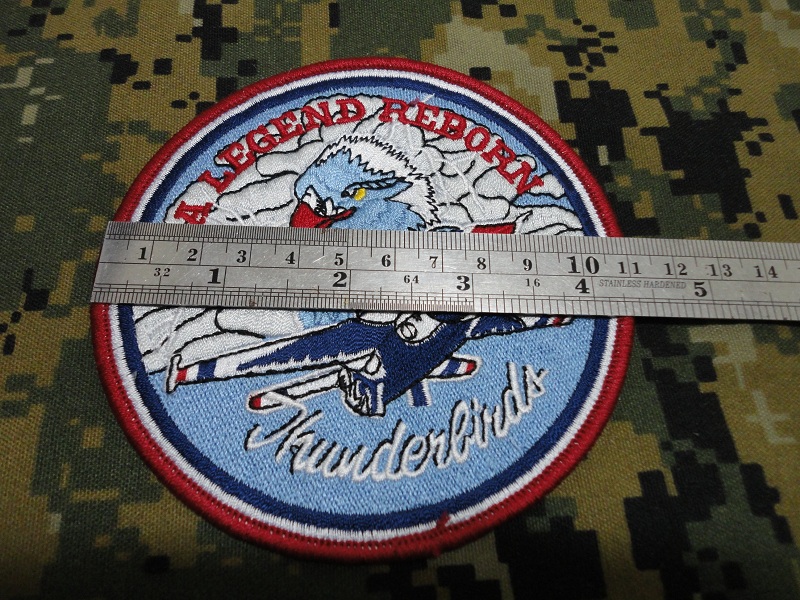 A LEGEND REBORN
1 2 3 4 5 6 7 8 9 10 11 12 13 14
32 1 2 64 3 16 4 STAINLESS HARDENED 5
Thunderbirds